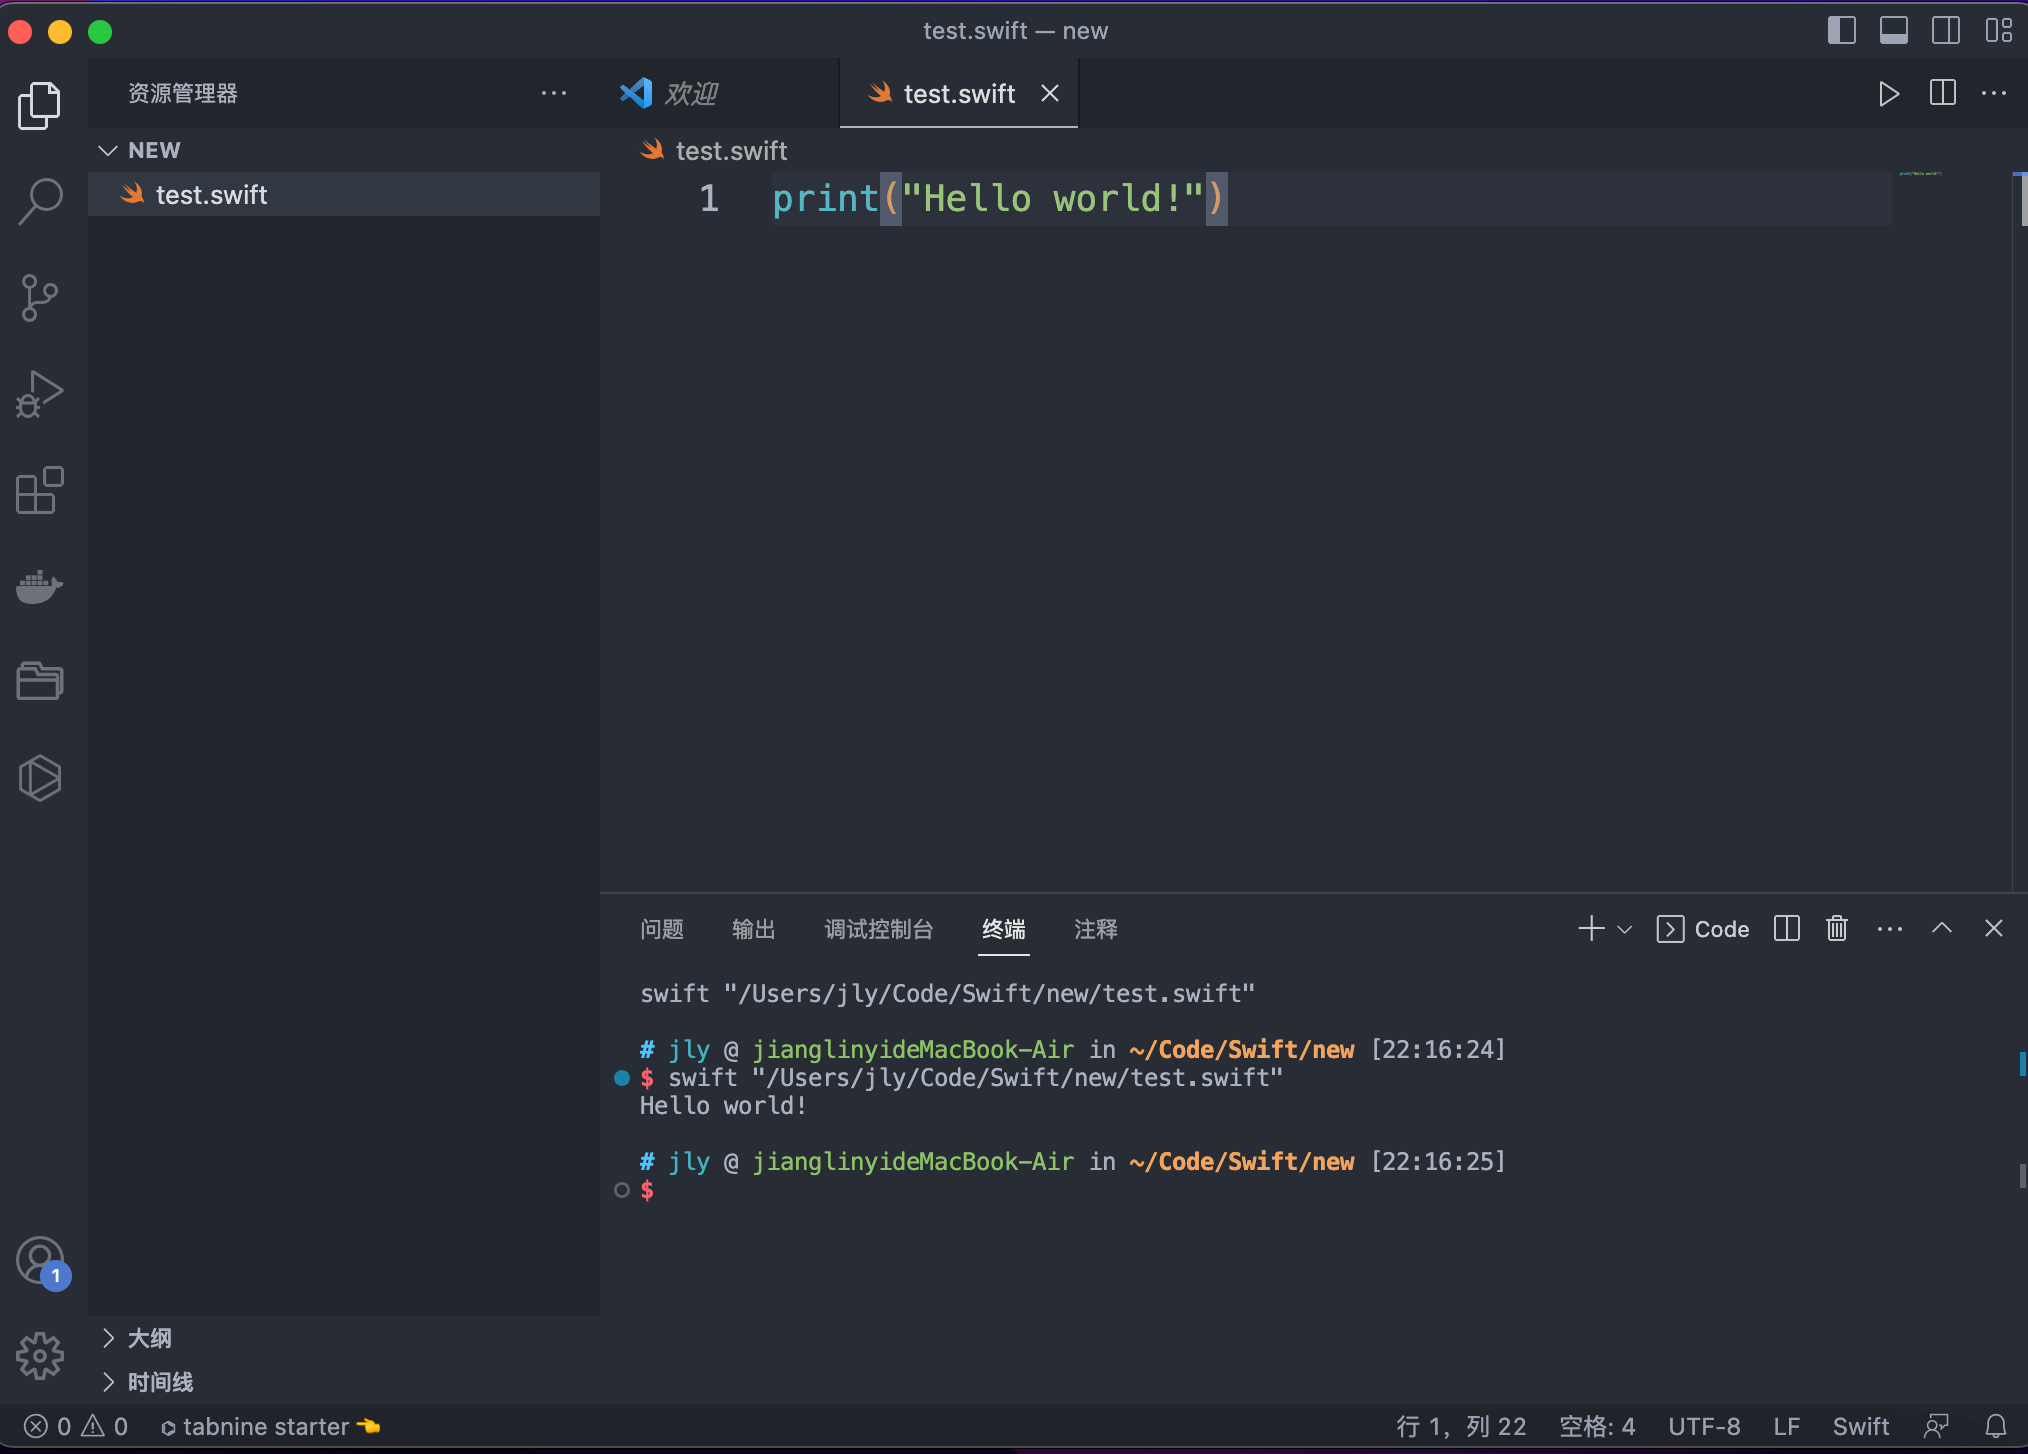 test.swift — new
资源管理器
欢迎
test.swift
NEW
test.swift
test.swift
1 print("Hello world!")
问题 输出 调试控制台 终端 注释
Code
swift "/Users/jly/Code/Swift/new/test.swift"
# jly @ jianglinyideMacBook-Air in ~/Code/Swift/new [22:16:24]
$ swift "/Users/jly/Code/Swift/new/test.swift"
Hello world!
# jly @ jianglinyideMacBook-Air in ~/Code/Swift/new [22:16:25]
$
1
大纲
时间线
0 0 tabnine starter 行 1，列 22 空格: 4 UTF-8 LF Swift